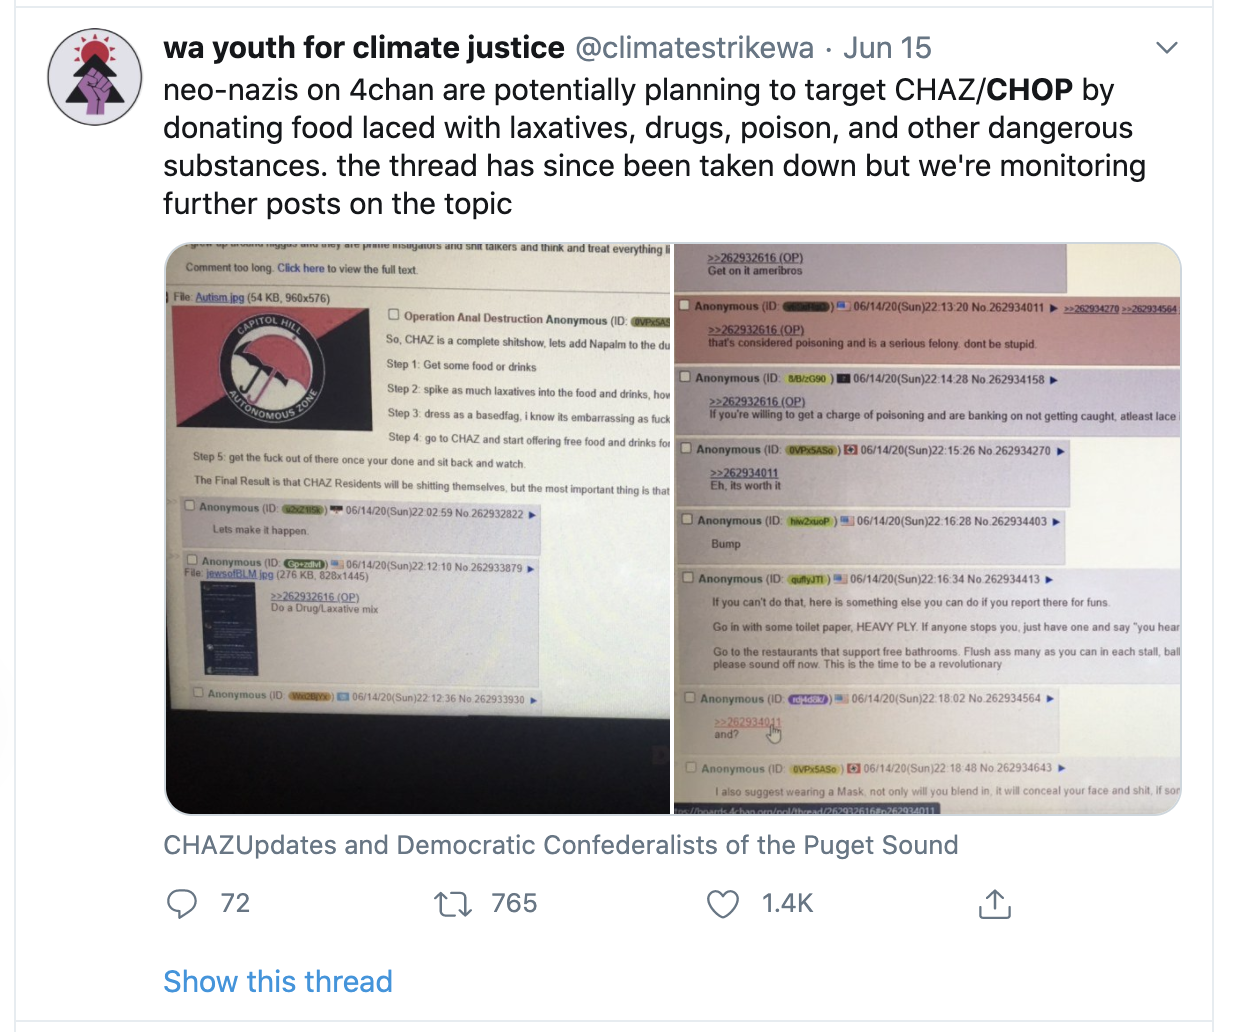 wa youth for climate justice @climatestrikewa · Jun 15
neo-nazis on 4chan are potentially planning to target CHAZ/CHOP by
donating food laced with laxatives, drugs, poison, and other dangerous
substances. the thread has since been taken down but we're monitoring
further posts on the topic
and they are prime instigators and shit talkers and think and treat everything li
Comment too long. Click here to view the full text.
File: Autism.jpg (54 KB, 960x576)
CAPITOL HILL
AUTONOMOUS ZONE
Operation Anal Destruction Anonymous (ID: 0VPx5AS
So, CHAZ is a complete shitshow, lets add Napalm to the du
Step 1: Get some food or drinks
Step 2: spike as much laxatives into the food and drinks, how
Step 3: dress as a basedfag, i know its embarrassing as fuck
Step 4: go to CHAZ and start offering free food and drinks for
Step 5: get the fuck out of there once your done and sit back and watch.
The Final Result is that CHAZ Residents will be shitting themselves, but the most important thing is that
Anonymous (ID: ) 06/14/20(Sun)22:02:59 No.262932822
Lets make it happen.
Anonymous (ID: Gp+zdM) 06/14/20(Sun)22:12:10 No.262933879
File: jewsofBLM.jpg (276 KB, 828x1445)
>>262932616 (OP)
Do a Drug/Laxative mix
Anonymous (ID: ) 06/14/20(Sun)22:12:36 No.262933930
>>262932616 (OP)
Get on it ameribros
Anonymous (ID: ) 06/14/20(Sun)22:13:20 No.262934011 >>262934270 >>262934564
>>262932616 (OP)
that's considered poisoning and is a serious felony. dont be stupid.
Anonymous (ID: 8/B/zG90 ) 06/14/20(Sun)22:14:28 No.262934158
>>262932616 (OP)
If you're willing to get a charge of poisoning and are banking on not getting caught, atleast lace
Anonymous (ID: 0VPx5ASo ) 06/14/20(Sun)22:15:26 No.262934270
>>262934011
Eh, its worth it
Anonymous (ID: hiw2xuoP ) 06/14/20(Sun)22:16:28 No.262934403
Bump
Anonymous (ID: quflyJTI ) 06/14/20(Sun)22:16:34 No.262934413
If you can't do that, here is something else you can do if you report there for funs.
Go in with some toilet paper, HEAVY PLY. If anyone stops you, just have one and say "you hear
Go to the restaurants that support free bathrooms. Flush ass many as you can in each stall, ball
please sound off now. This is the time to be a revolutionary
Anonymous (ID: ) 06/14/20(Sun)22:18:02 No.262934564
>>262934011
and?
Anonymous (ID: 0VPx5ASo ) 06/14/20(Sun)22:18:48 No.262934643
I also suggest wearing a Mask, not only will you blend in, it will conceal your face and shit, if sor
https://boards.4chan.org/pol/thread/262932616#p262934011
CHAZUpdates and Democratic Confederalists of the Puget Sound
72
765
1.4K
Show this thread